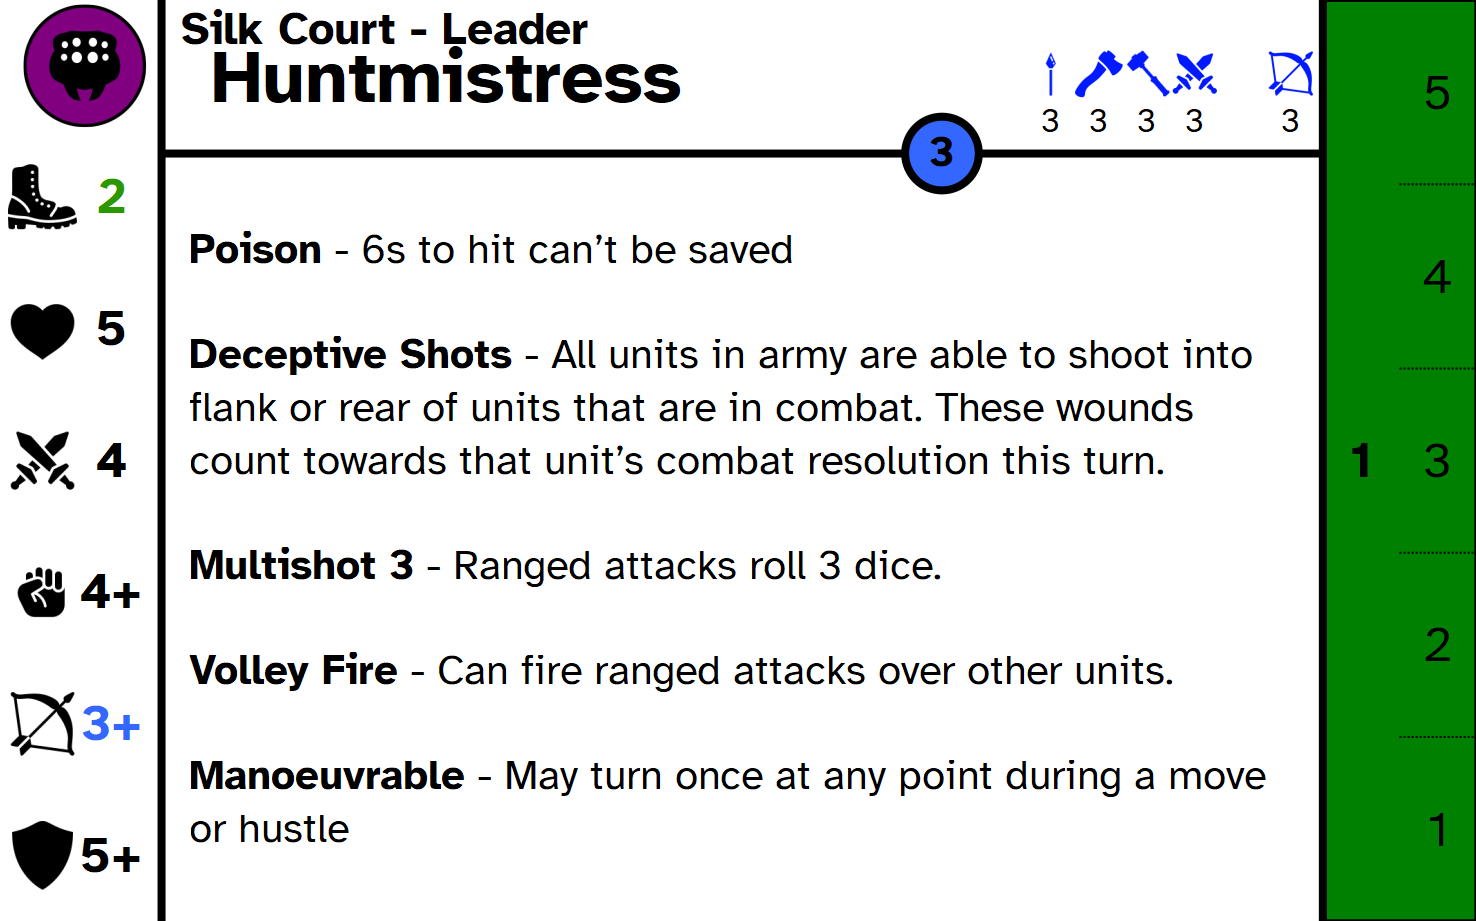 Silk Court - Leader
Huntmistress
3 3 3 3 3
3
2
5
4
4+
3+
5+
Poison - 6s to hit can’t be saved
Deceptive Shots - All units in army are able to shoot into
flank or rear of units that are in combat. These wounds
count towards that unit’s combat resolution this turn.
Multishot 3 - Ranged attacks roll 3 dice.
Volley Fire - Can fire ranged attacks over other units.
Manoeuvrable - May turn once at any point during a move
or hustle
5
4
1 3
2
1